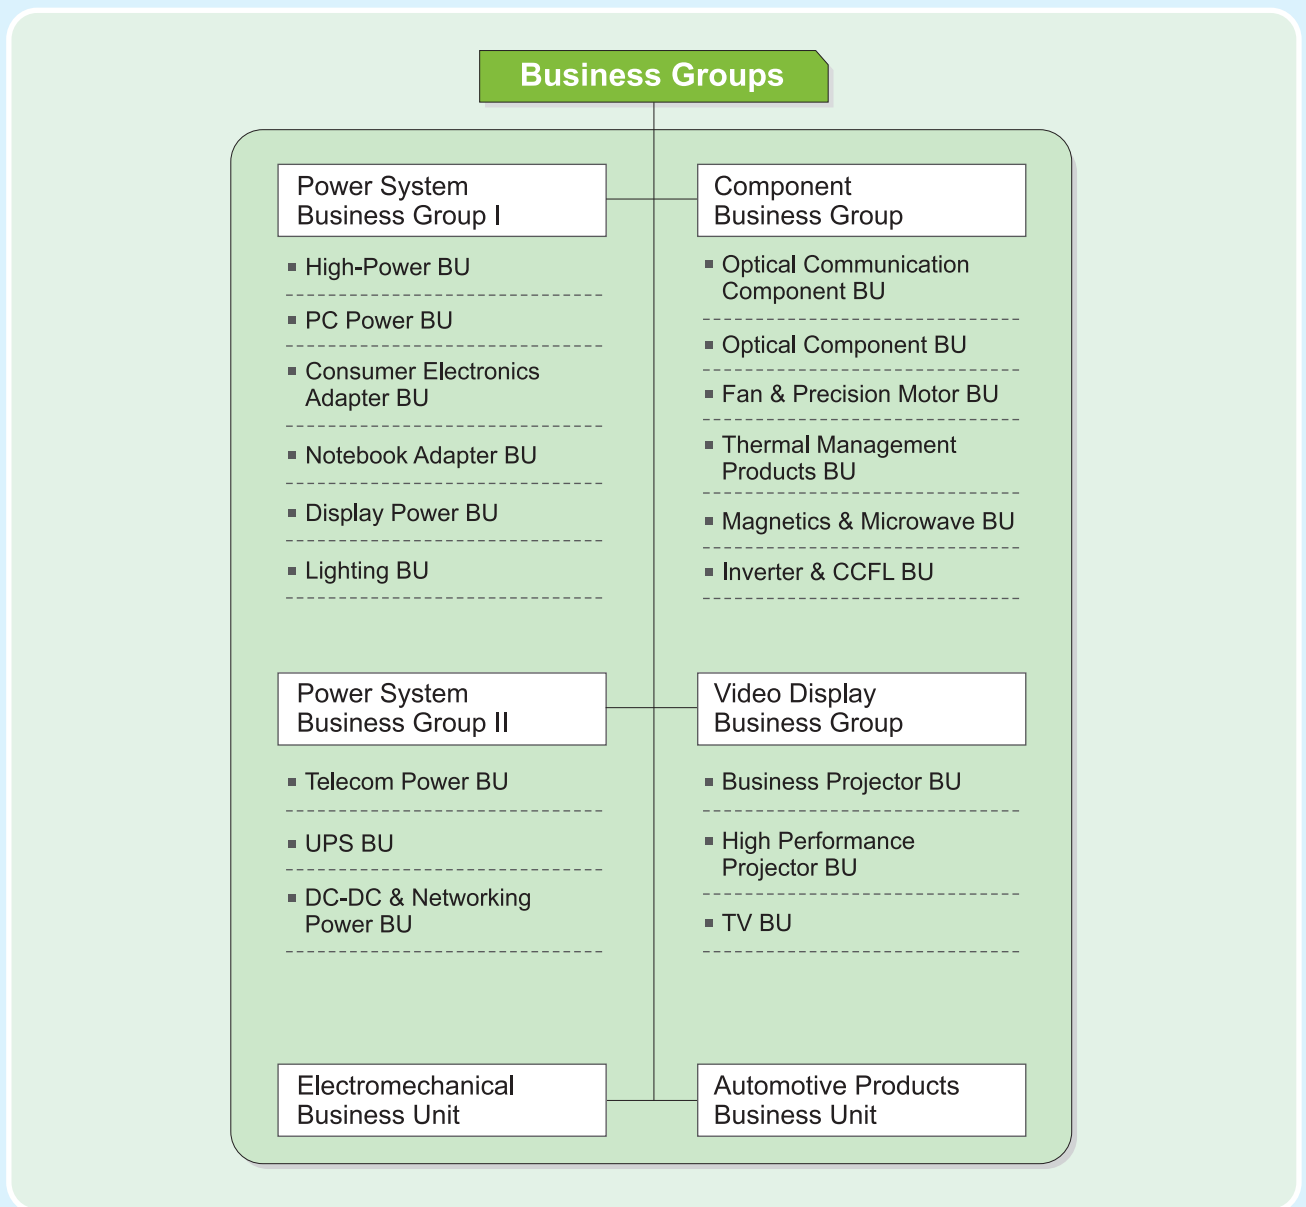 Business Groups
Power System
Business Group I
High-Power BU
PC Power BU
Consumer Electronics
Adapter BU
Notebook Adapter BU
Display Power BU
Lighting BU
Component
Business Group
Optical Communication
Component BU
Optical Component BU
Fan & Precision Motor BU
Thermal Management
Products BU
Magnetics & Microwave BU
Inverter & CCFL BU
Power System
Business Group II
Telecom Power BU
UPS BU
DC-DC & Networking
Power BU
Video Display
Business Group
Business Projector BU
High Performance
Projector BU
TV BU
Electromechanical
Business Unit
Automotive Products
Business Unit